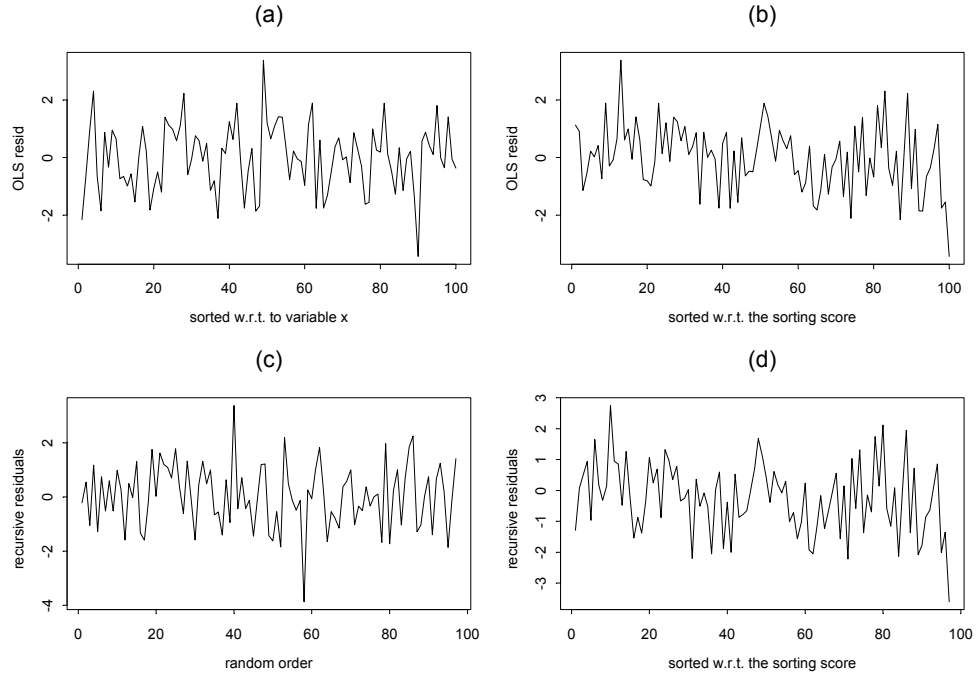 (a)
OLS resid
2
0
-2
0 20 40 60 80 100
sorted w.r.t. to variable x
(b)
OLS resid
2
0
-2
0 20 40 60 80 100
sorted w.r.t. the sorting score
(c)
recursive residuals
2
0
-2
-4
0 20 40 60 80 100
random order
(d)
recursive residuals
3
2
1
0
-1
-2
-3
0 20 40 60 80 100
sorted w.r.t. the sorting score